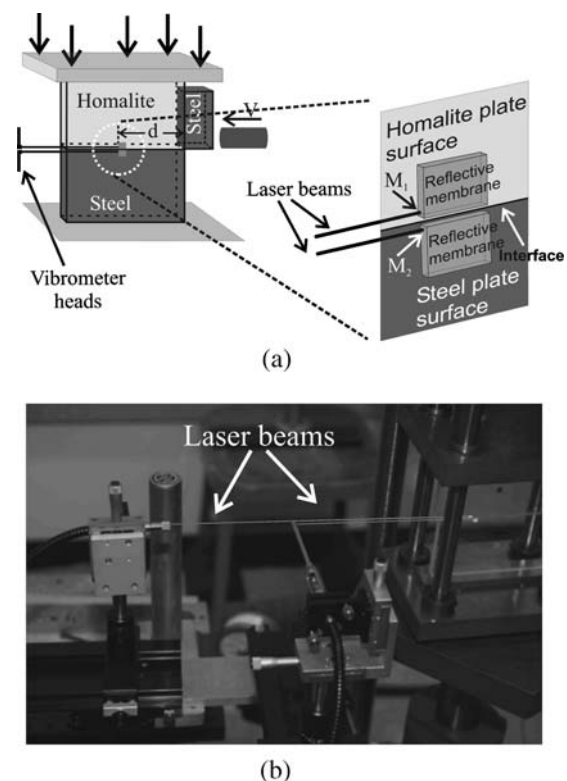 Homalite
Steel
d
V
Steel
Vibrometer
heads
Homalite plate
surface
M1
Reflective
membrane
Laser beams
M2
Reflective
membrane
Interface
Steel plate
surface
(a)
Laser beams
(b)